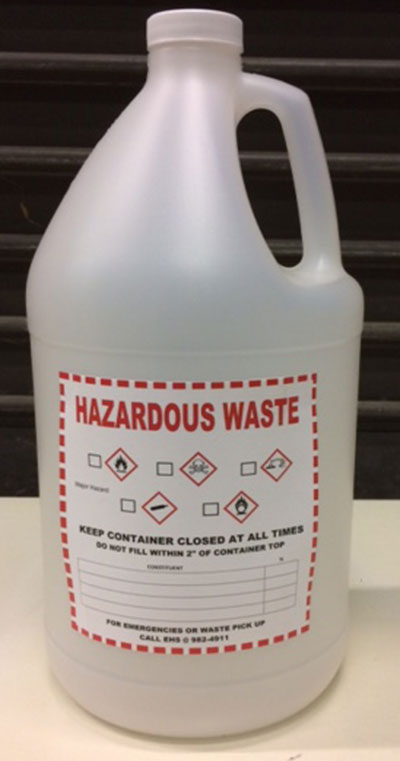 HAZARDOUS WASTE
Major Hazard
KEEP CONTAINER CLOSED AT ALL TIMES
DO NOT FILL WITHIN 2" OF CONTAINER TOP
CONSTITUENT %
FOR EMERGENCIES OR WASTE PICK UP
CALL EHS @ 982-4911